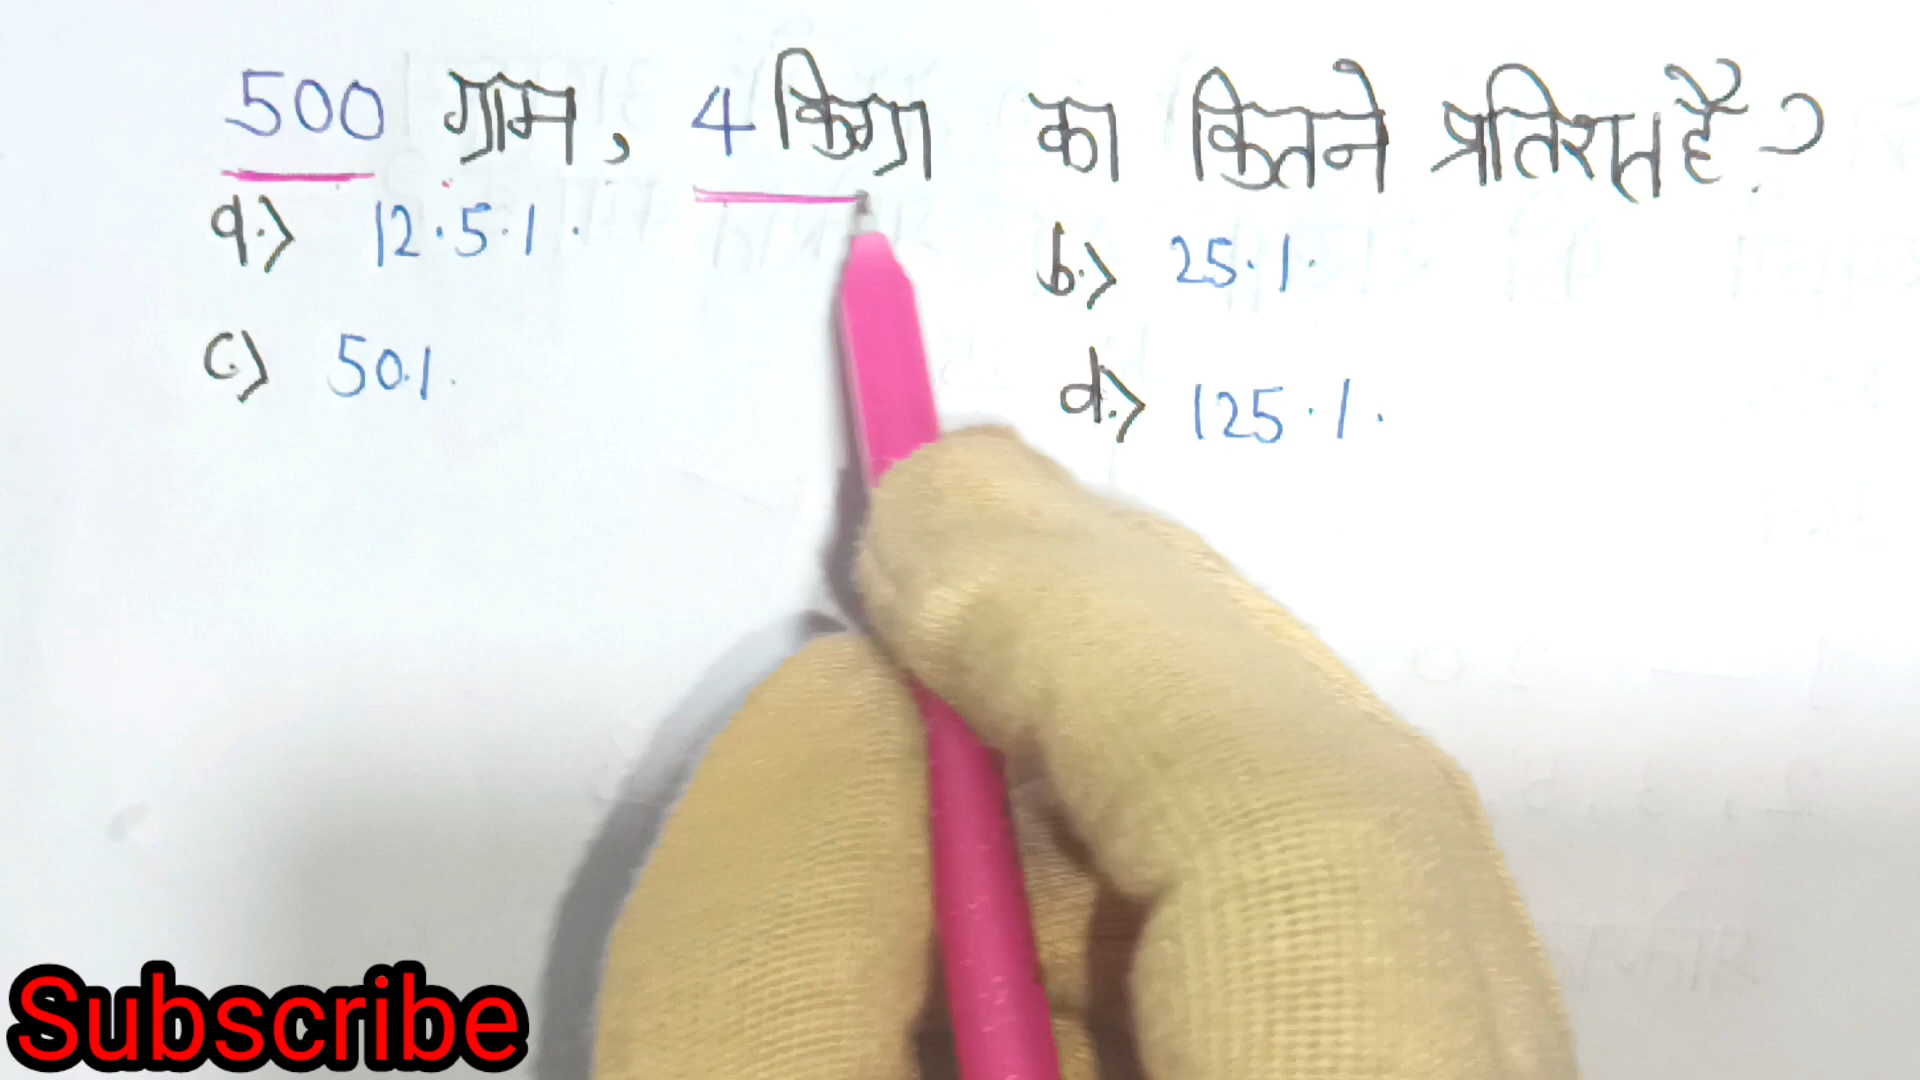 500 ग्राम, 4 किग्रा का कितने प्रतिशत है?
a.> 12.5% b.> 25%
c.> 50% d.> 125%
Subscribe